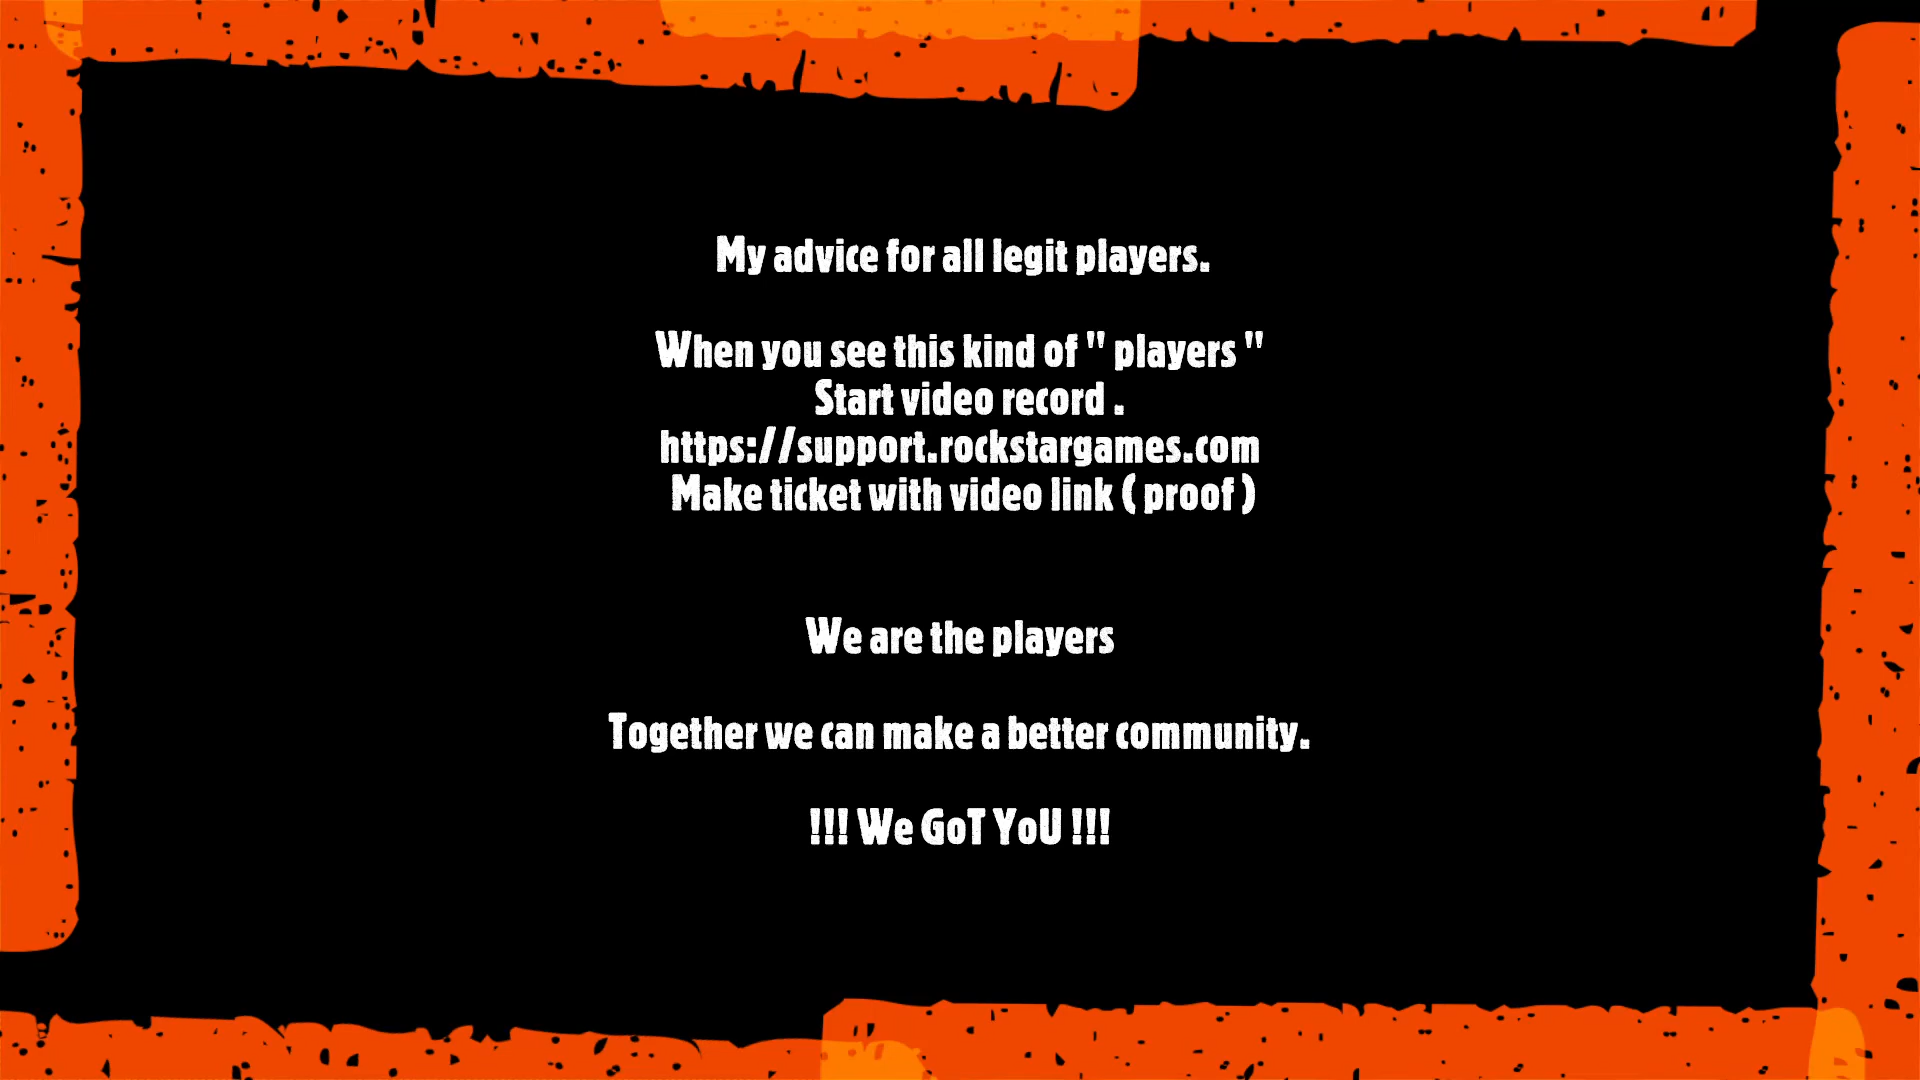 My advice for all legit players.
When you see this kind of " players "
Start video record .
https://support.rockstargames.com
Make ticket with video link ( proof )
We are the players
Together we can make a better community.
!!! We GoT YoU !!!